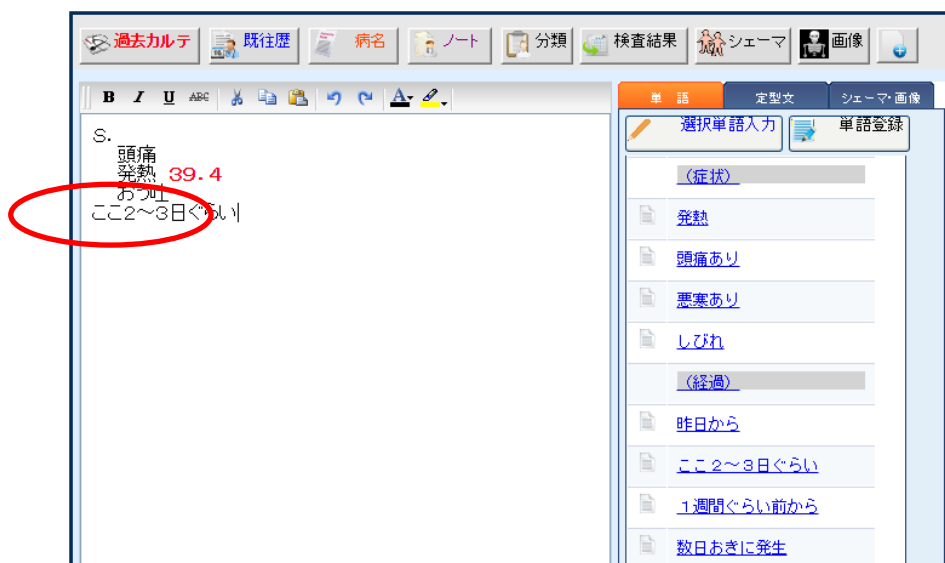 過去カルテ 既往歴 病名 ノート 分類 検査結果 シェーマ 画像
B I U ABC A
単 語 定型文 シェーマ・画像
選択単語入力 単語登録
S.
頭痛
発熱 39.4
おう吐
ここ2~3日ぐらい
(症状)
発熱
頭痛あり
悪寒あり
しびれ
(経過)
昨日から
ここ2~3日ぐらい
1週間ぐらい前から
数日おきに発生